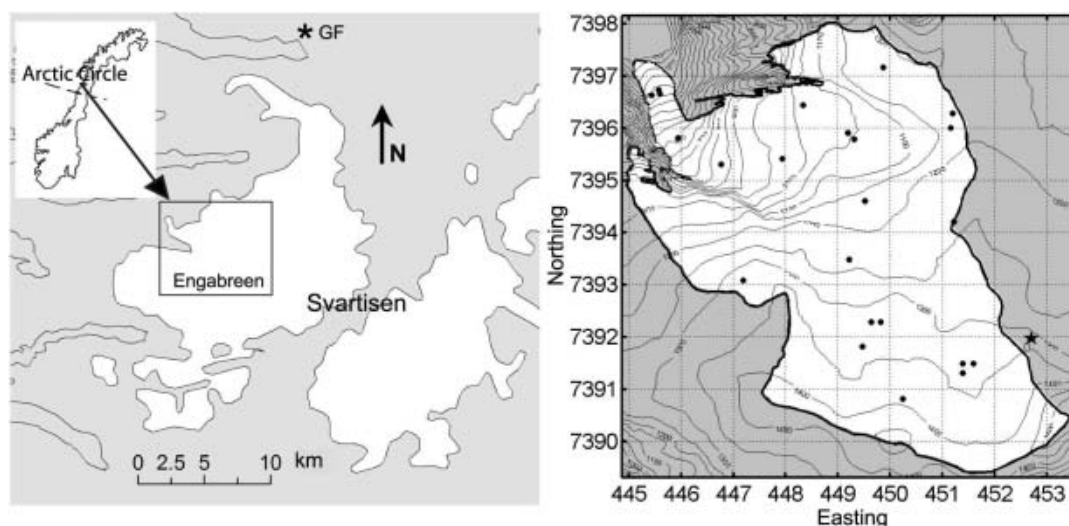 * GF
Arctic Circle
N
Engabreen
Svartisen
0 2.5 5 10 km
7398
7397
7396
7395
7394
7393
7392
7391
7390
Northing
445 446 447 448 449 450 451 452 453
Easting